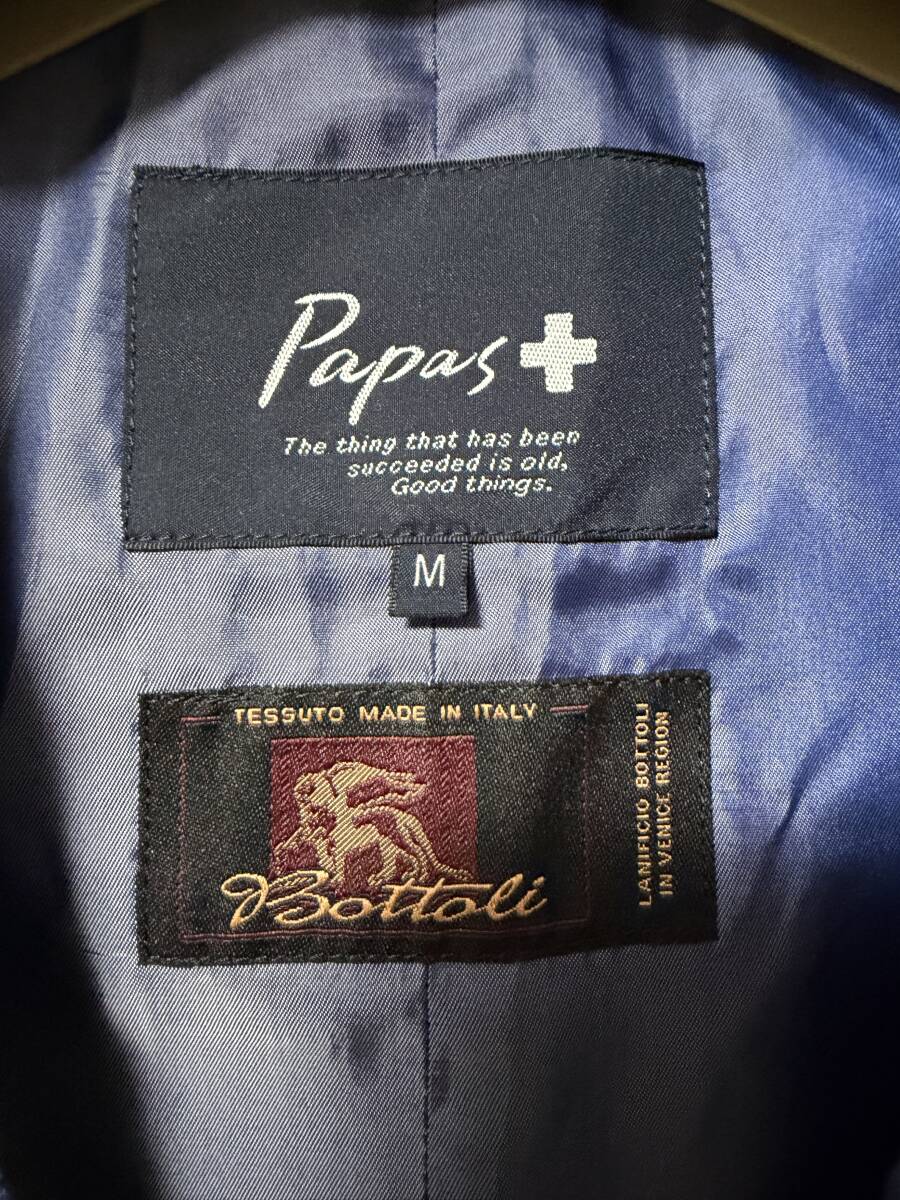 Papas+
The thing that has been
succeeded is old,
Good things.
M
TESSUTO MADE IN ITALY
Bottoli
LANIFICIO BOTTOLI
IN VENICE REGION